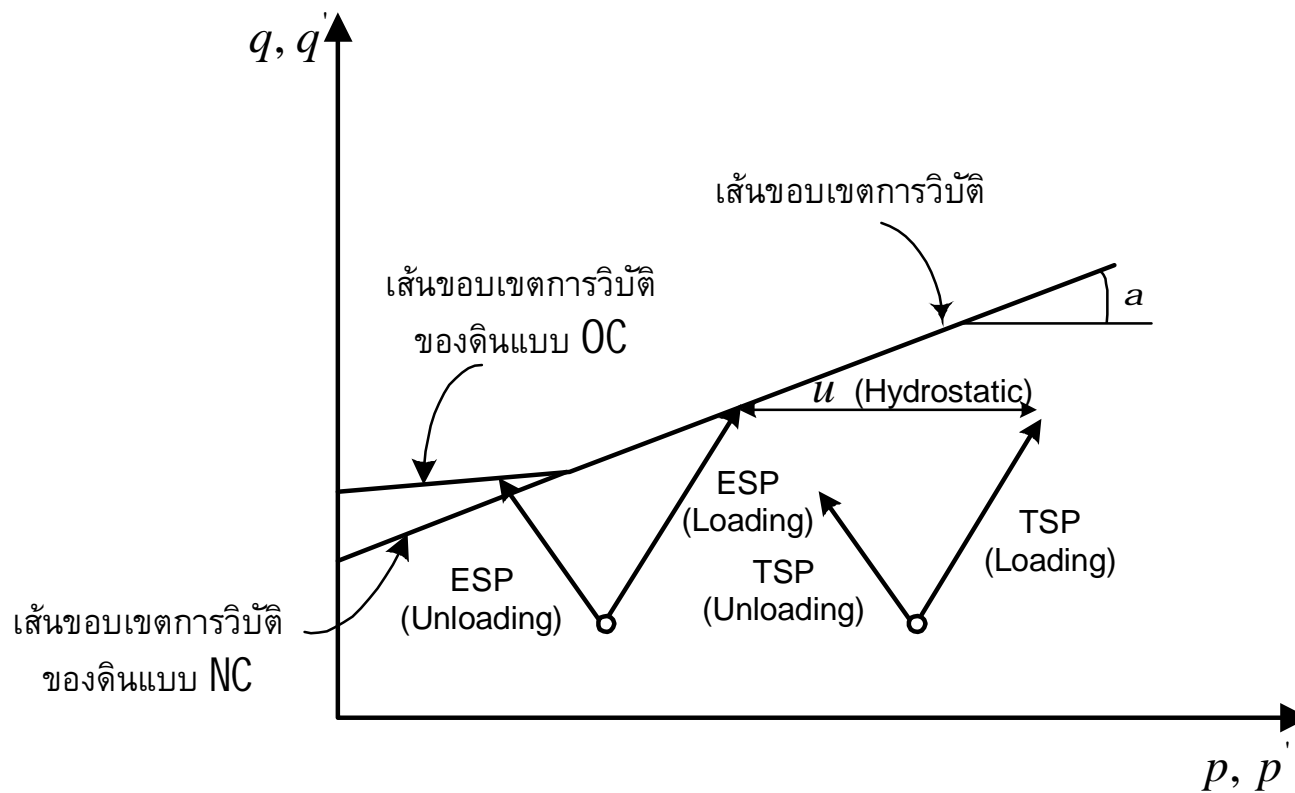 q, q'
เส้นขอบเขตการวิบัติ
เส้นขอบเขตการวิบัติ
ของดินแบบ OC
a
u (Hydrostatic)
ESP
(Loading)
TSP
(Loading)
ESP
(Unloading)
TSP
(Unloading)
เส้นขอบเขตการวิบัติ
ของดินแบบ NC
p, p'